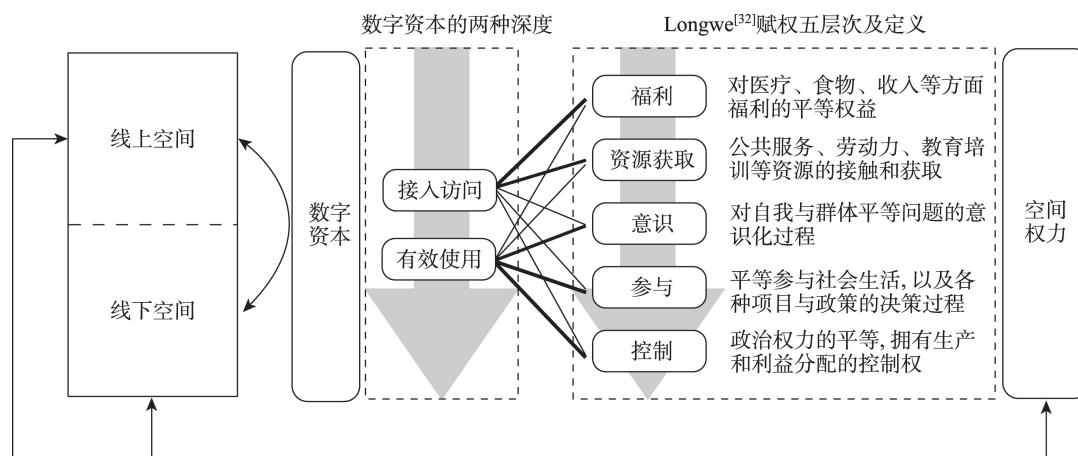 数字资本的两种深度
Longwe[32]赋权五层次及定义
线上空间
线下空间
数字
资本
接入访问
有效使用
福利
对医疗、食物、收入等方面
福利的平等权益
资源获取
公共服务、劳动力、教育培
训等资源的接触和获取
意识
对自我与群体平等问题的意
识化过程
参与
平等参与社会生活, 以及各
种项目与政策的决策过程
控制
政治权力的平等, 拥有生产
和利益分配的控制权
空间
权力